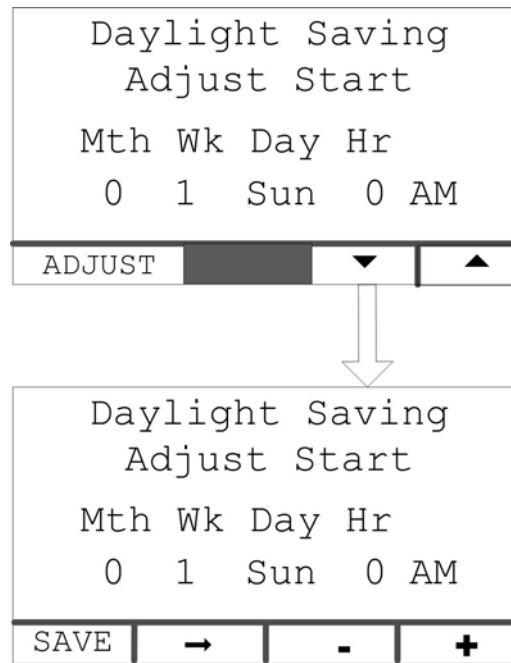 Daylight Saving
Adjust Start
Mth Wk Day Hr
0 1 Sun 0 AM
ADJUST ▼ ▲
Daylight Saving
Adjust Start
Mth Wk Day Hr
0 1 Sun 0 AM
SAVE → - +